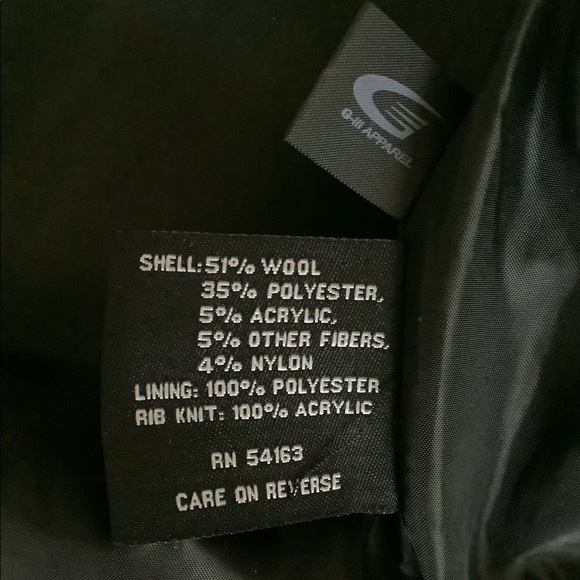 G-III APPAREL
SHELL: 51% WOOL
35% POLYESTER,
5% ACRYLIC,
5% OTHER FIBERS,
4% NYLON
LINING: 100% POLYESTER
RIB KNIT: 100% ACRYLIC
RN 54163
CARE ON REVERSE